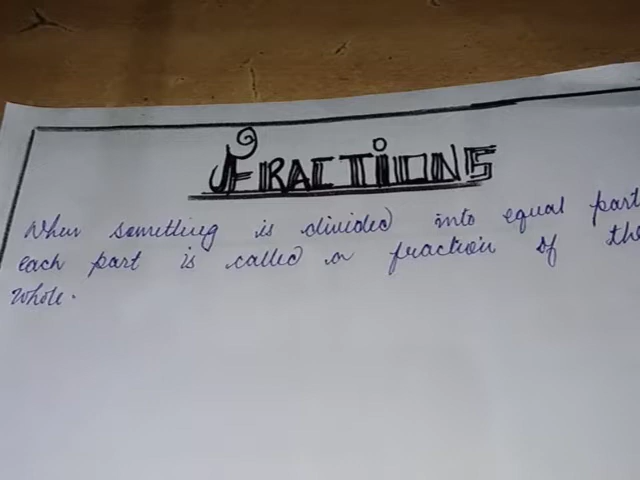 FRACTIONS
When something is divided into equal part
each part is called a fraction of the
whole.